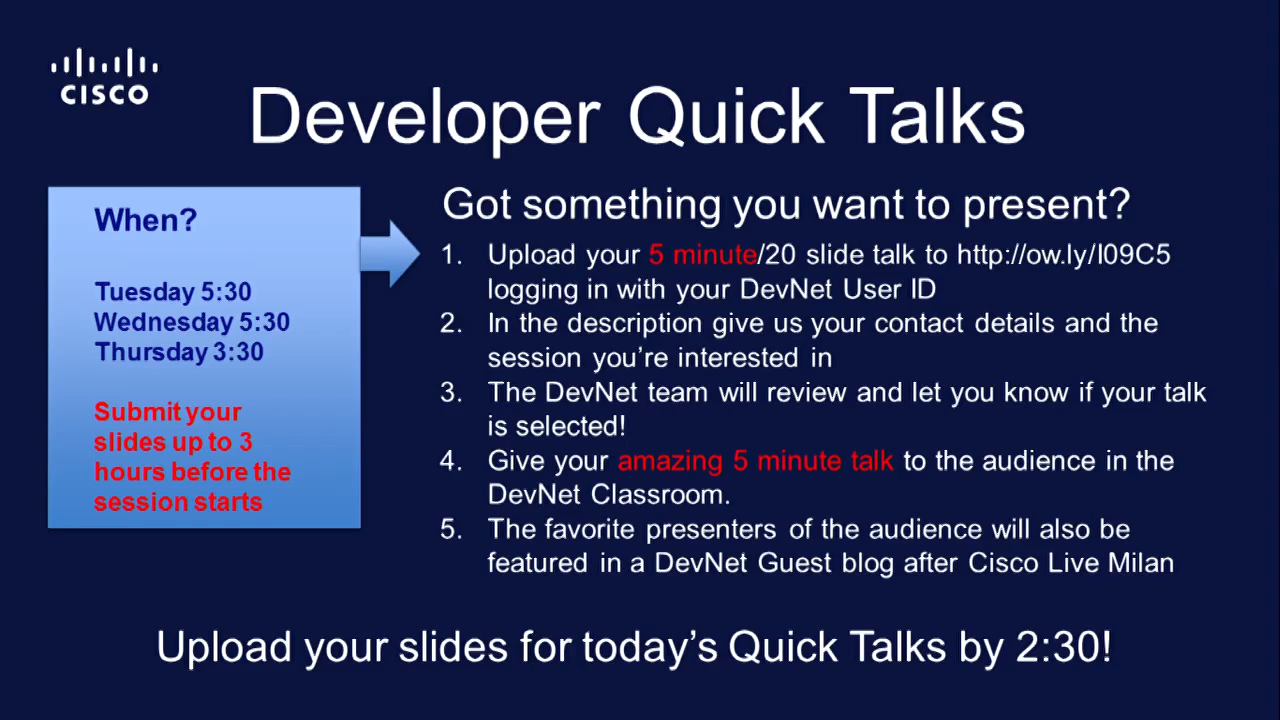 CISCO
Developer Quick Talks
When?
Tuesday 5:30
Wednesday 5:30
Thursday 3:30
Submit your
slides up to 3
hours before the
session starts
Got something you want to present?
1. Upload your 5 minute/20 slide talk to http://ow.ly/I09C5
logging in with your DevNet User ID
2. In the description give us your contact details and the
session you’re interested in
3. The DevNet team will review and let you know if your talk
is selected!
4. Give your amazing 5 minute talk to the audience in the
DevNet Classroom.
5. The favorite presenters of the audience will also be
featured in a DevNet Guest blog after Cisco Live Milan
Upload your slides for today’s Quick Talks by 2:30!